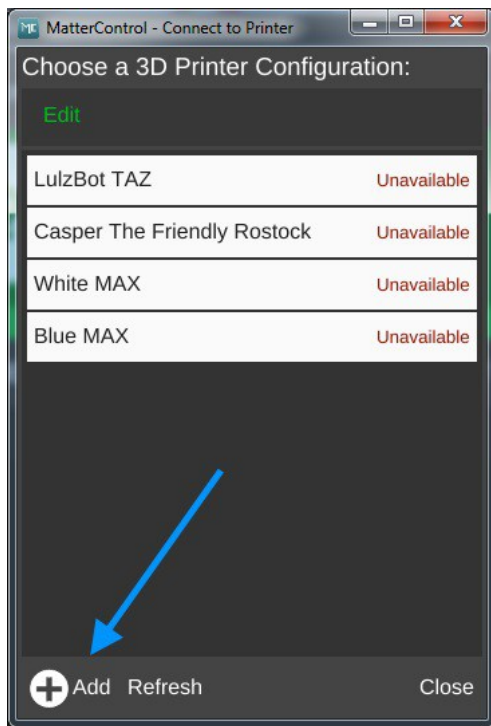 MC MatterControl - Connect to Printer
Choose a 3D Printer Configuration:
Edit
LulzBot TAZ Unavailable
Casper The Friendly Rostock Unavailable
White MAX Unavailable
Blue MAX Unavailable
Add Refresh Close